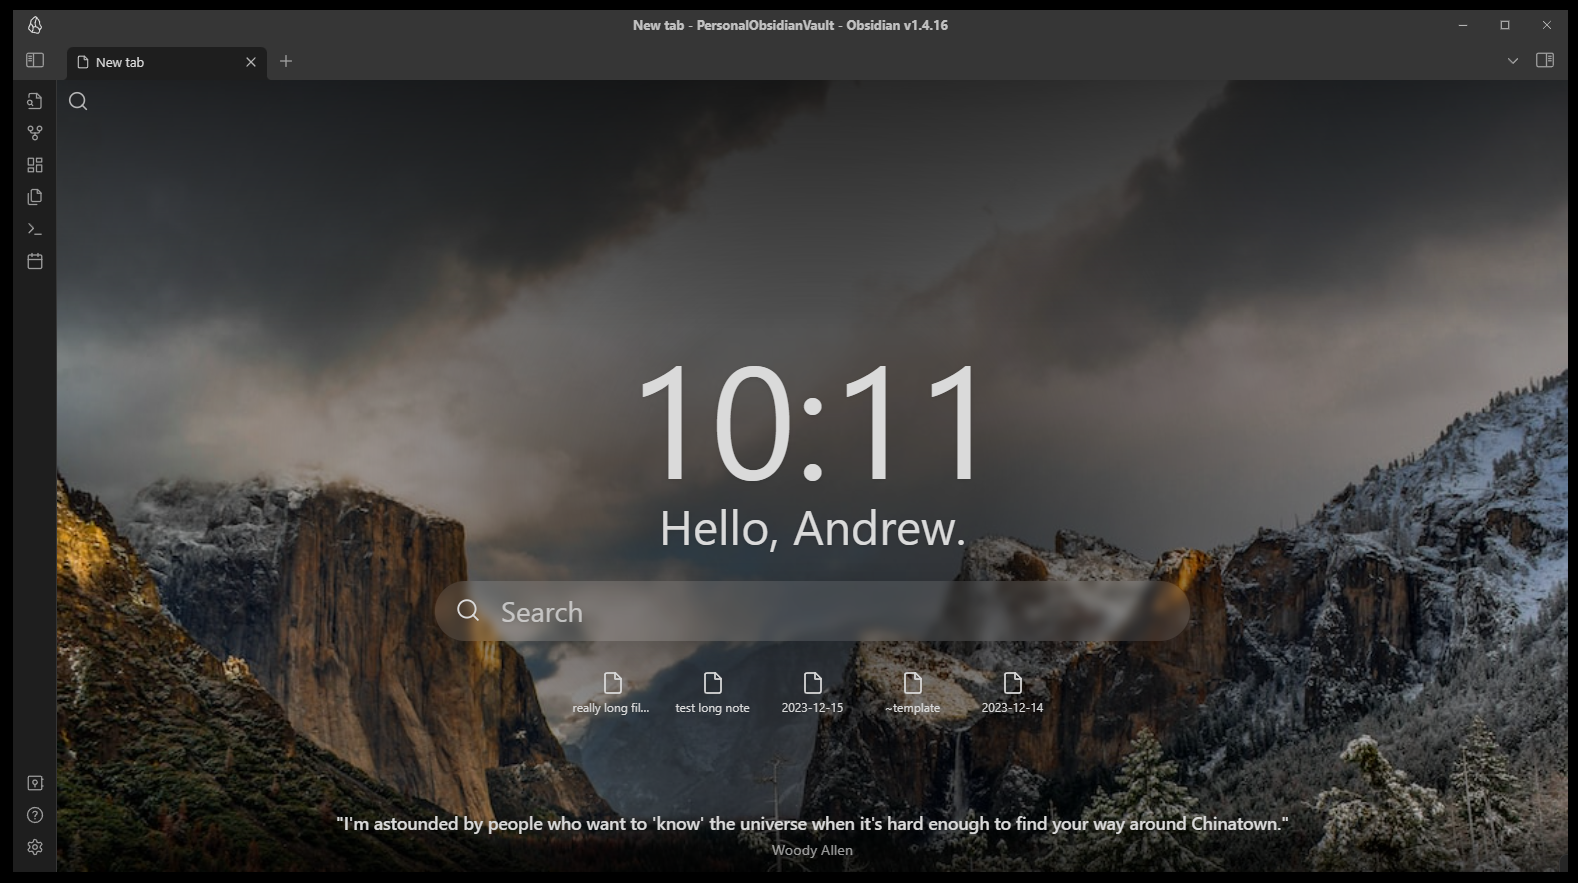 New tab - PersonalObsidianVault - Obsidian v1.4.16
New tab
10:11
Hello, Andrew.
Search
really long fil...
test long note
2023-12-15
~template
2023-12-14
"I'm astounded by people who want to 'know' the universe when it's hard enough to find your way around Chinatown."
Woody Allen